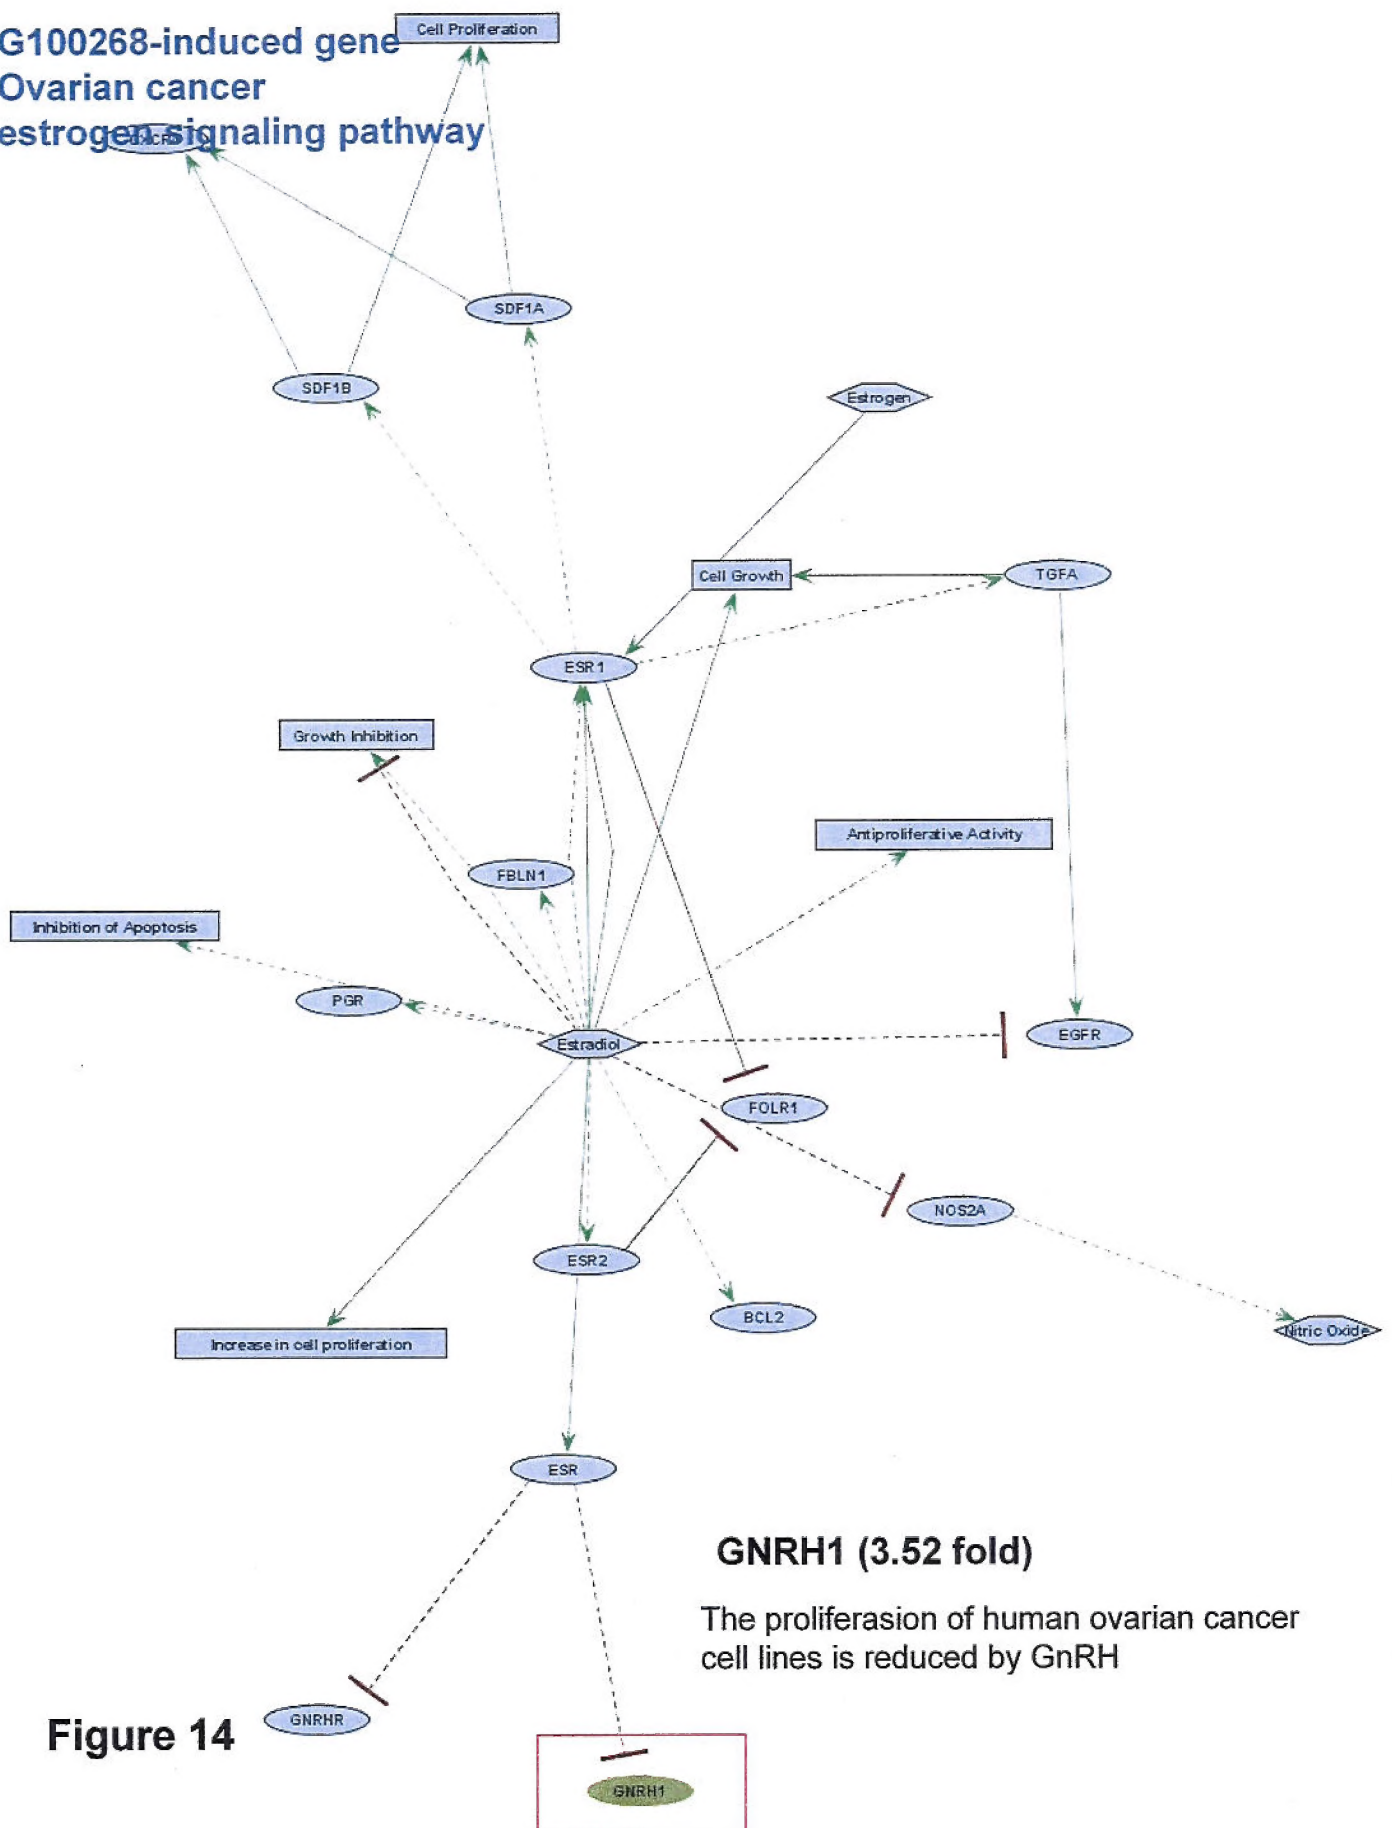 G100268-induced gene
Ovarian cancer
estrogen signaling pathway
Cell Proliferation
SDF1A
SDF1B
Estrogen
Cell Growth
TGFA
ESR1
Growth Inhibition
Antiproliferative Activity
FBLN1
Inhibition of Apoptosis
PGR
Estradiol
EGFR
FOLR1
NOS2A
ESR2
BCL2
Nitric Oxide
Increase in cell proliferation
ESR
GNRH1 (3.52 fold)
The proliferasion of human ovarian cancer
cell lines is reduced by GnRH
GNRHR
Figure 14
GNRH1